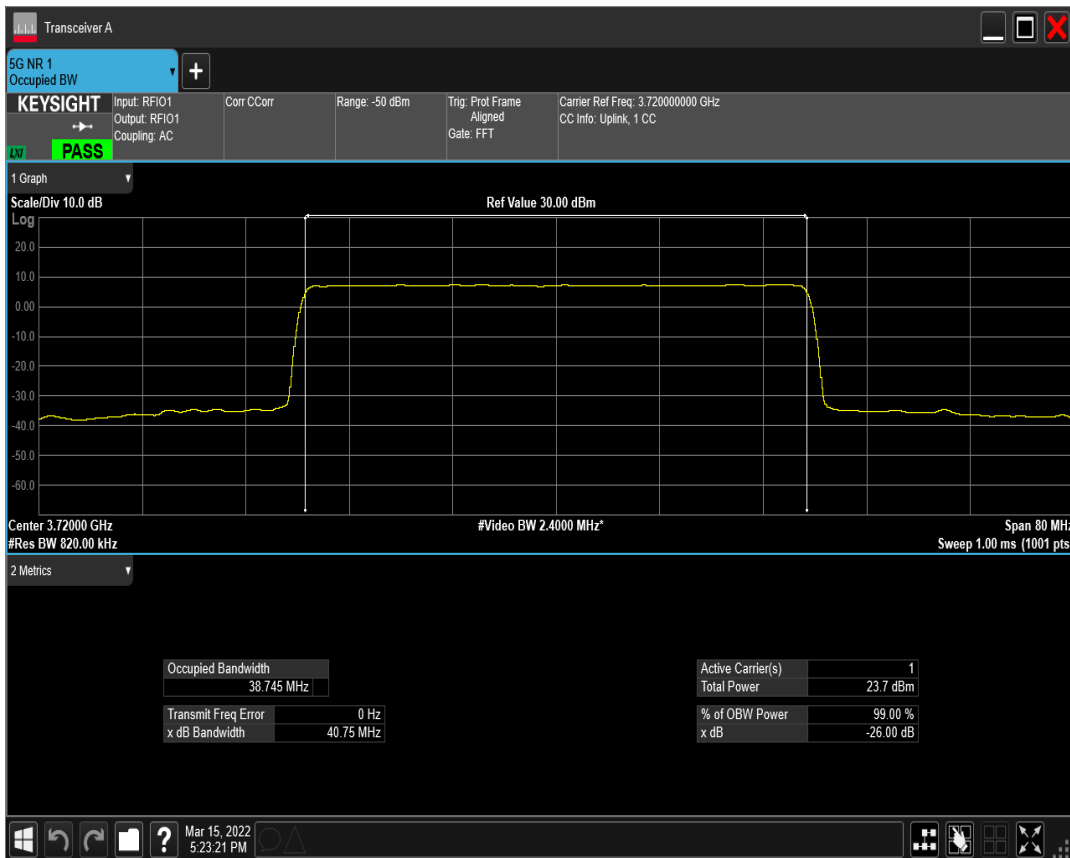 Transceiver A
5G NR 1
Occupied BW
+
KEYSIGHT
LXI
PASS
Input: RFIO1
Output: RFIO1
Coupling: AC
Corr CCorr
Range: -50 dBm
Trig: Prot Frame
Aligned
Gate: FFT
Carrier Ref Freq: 3.720000000 GHz
CC Info: Uplink, 1 CC
1 Graph
Scale/Div 10.0 dB
Ref Value 30.00 dBm
Log
20.0
10.0
0.00
-10.0
-20.0
-30.0
-40.0
-50.0
-60.0
Center 3.72000 GHz
#Video BW 2.4000 MHz*
Span 80 MHz
#Res BW 820.00 kHz
Sweep 1.00 ms (1001 pts
2 Metrics
Occupied Bandwidth
38.745 MHz
Transmit Freq Error 0 Hz
x dB Bandwidth 40.75 MHz
Active Carrier(s) 1
Total Power 23.7 dBm
% of OBW Power 99.00 %
x dB -26.00 dB
?
Mar 15, 2022
5:23:21 PM